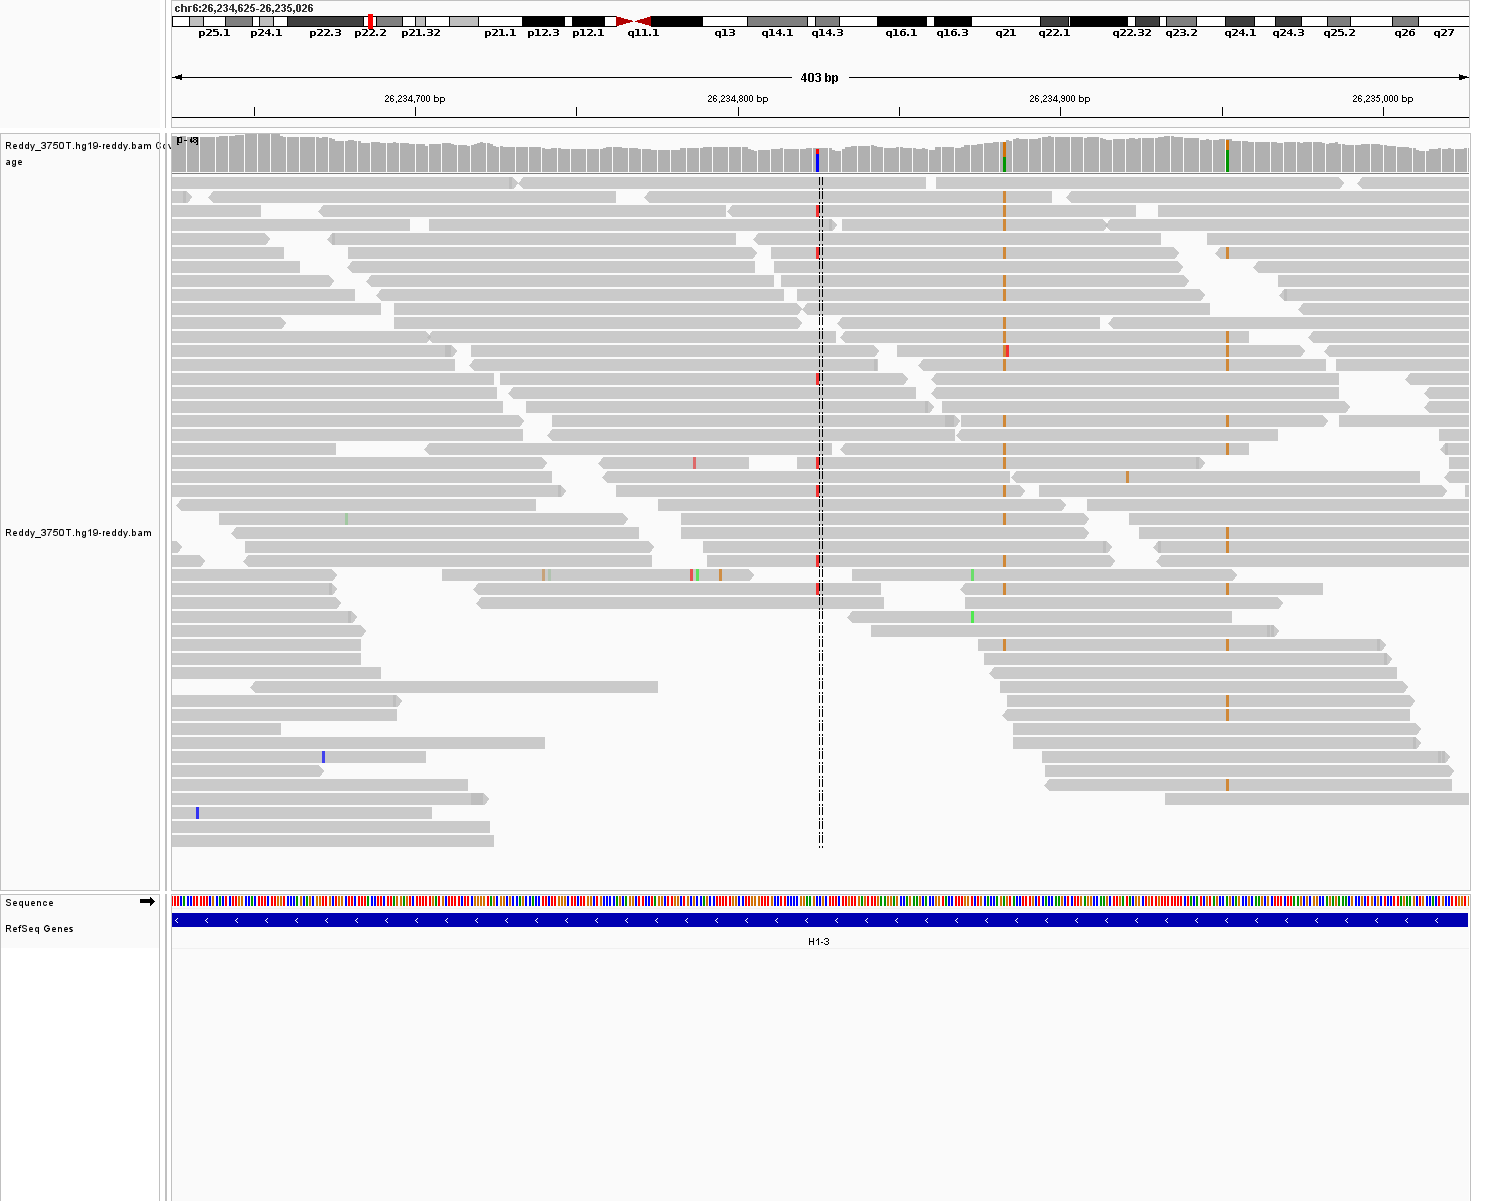 chr6:26,234,625-26,235,026
p25.1 p24.1 p22.3 p22.2 p21.32 p21.1 p12.3 p12.1 q11.1 q13 q14.1 q14.3 q16.1 q16.3 q21 q22.1 q22.32 q23.2 q24.1 q24.3 q25.2 q26 q27
403 bp
26,234,700 bp 26,234,800 bp 26,234,900 bp 26,235,000 bp
Reddy_3750T.hg19-reddy.bam Cov
age
Reddy_3750T.hg19-reddy.bam
Sequence
RefSeq Genes
H1-3